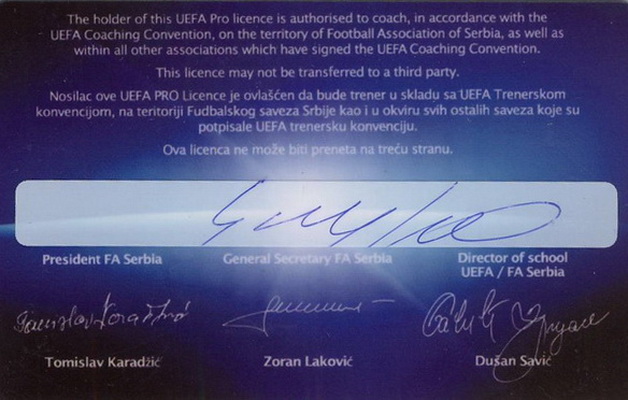 The holder of this UEFA Pro licence is authorised to coach, in accordance with the
UEFA Coaching Convention, on the territory of Football Association of Serbia, as well as
within all other associations which have signed the UEFA Coaching Convention.
This licence may not be transferred to a third party.
Nosilac ove UEFA PRO Licence je ovlašćen da bude trener u skladu sa UEFA Trenerskom
konvencijom, na teritoriji Fudbalskog saveza Srbije kao i u okviru svih ostalih saveza koje su
potpisale UEFA trenersku konvenciju.
Ova licenca ne može biti preneta na treću stranu.
President FA Serbia General Secretary FA Serbia Director of school
UEFA / FA Serbia
Tomislav Karadžić Zoran Laković Dušan Savić